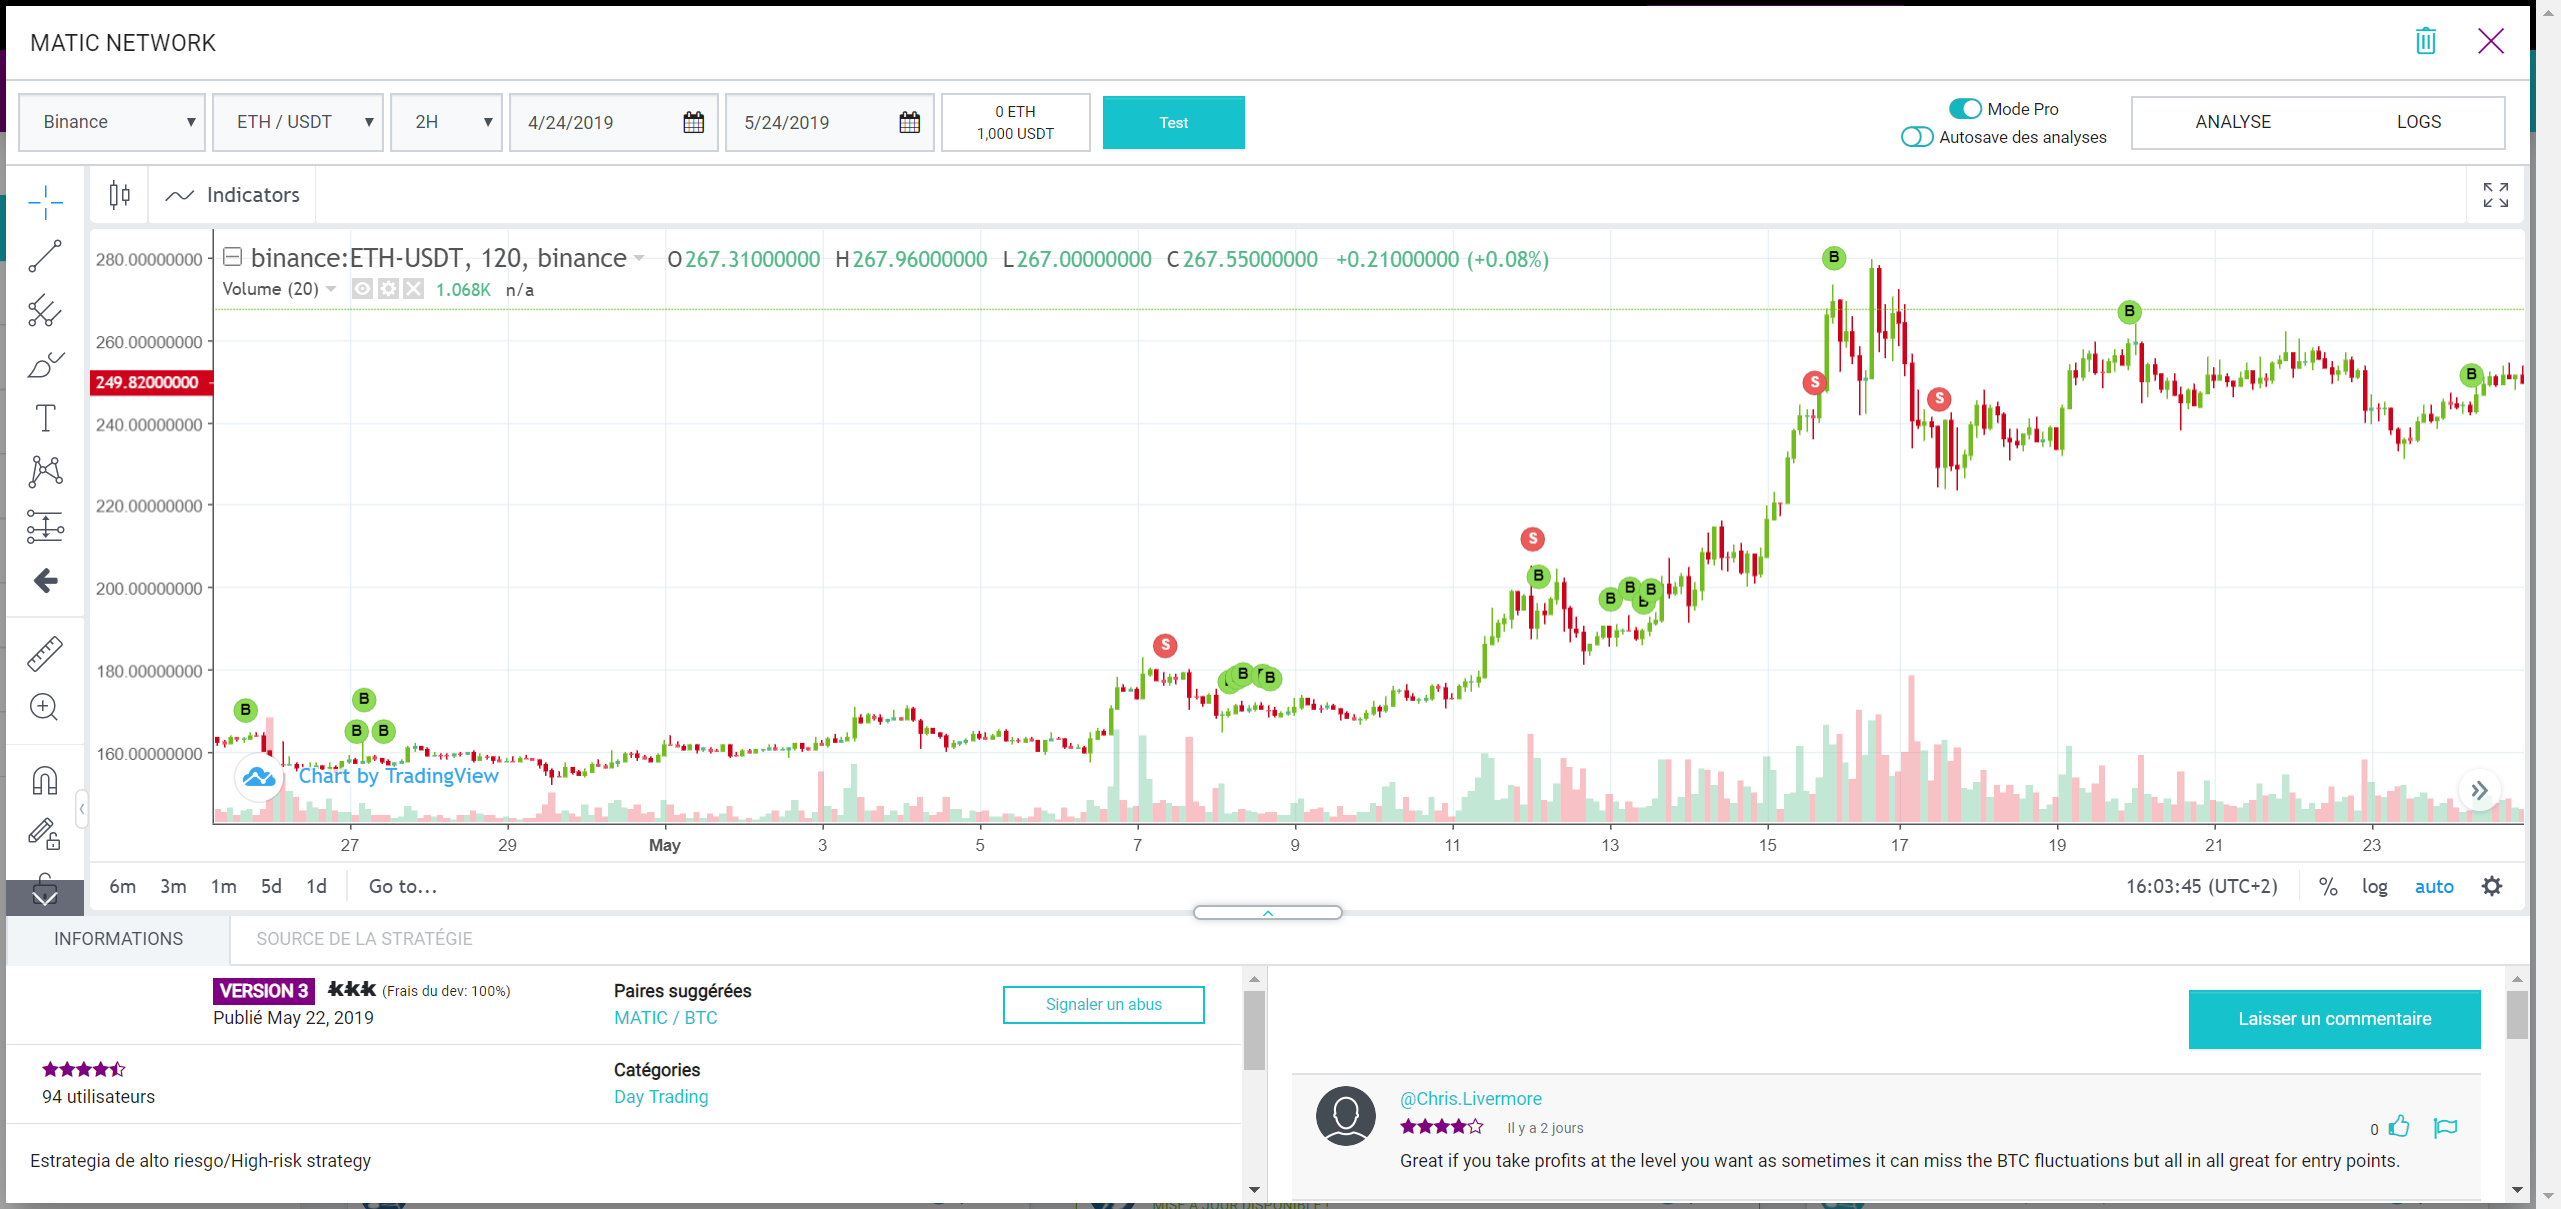 MATIC NETWORK
Binance
ETH / USDT
2H
4/24/2019
5/24/2019
0 ETH
1,000 USDT
Test
Mode Pro
Autosave des analyses
ANALYSE
LOGS
Indicators
binance:ETH-USDT, 120, binance
O267.31000000 H267.96000000 L267.00000000 C267.55000000 +0.21000000 (+0.08%)
Volume (20)
1.068K n/a
280.00000000
260.00000000
249.82000000
240.00000000
220.00000000
200.00000000
180.00000000
160.00000000
B
B
B
B
S
B
B
S
B
B
B
B
B
S
B
S
B
B
Chart by TradingView
27 29 May 3 5 7 9 11 13 15 17 19 21 23
6m 3m 1m 5d 1d Go to...
16:03:45 (UTC+2) % log auto
INFORMATIONS
SOURCE DE LA STRATÉGIE
VERSION 3 (Frais du dev: 100%)
Publié May 22, 2019
Paires suggérées
MATIC / BTC
Signaler un abus
94 utilisateurs
Catégories
Day Trading
Estrategia de alto riesgo/High-risk strategy
Laisser un commentaire
@Chris.Livermore
Il y a 2 jours
0
Great if you take profits at the level you want as sometimes it can miss the BTC fluctuations but all in all great for entry points.